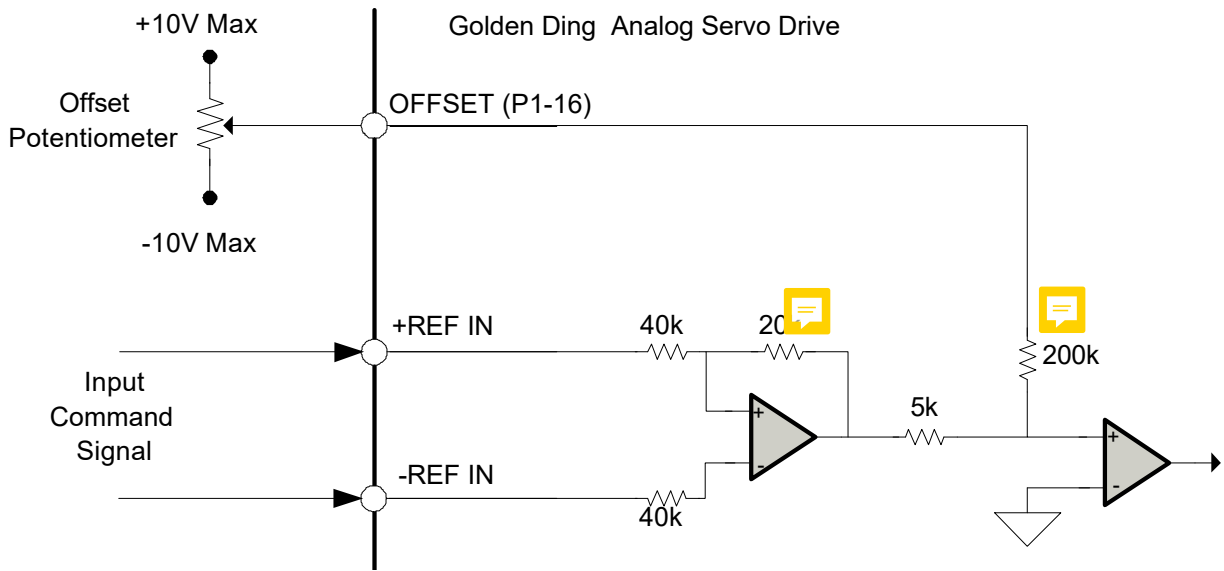 +10V Max
Golden Ding Analog Servo Drive
Offset
Potentiometer
OFFSET (P1-16)
-10V Max
+REF IN
40k
200k
Input
Command
Signal
5k
+
-
+
-
-REF IN
40k